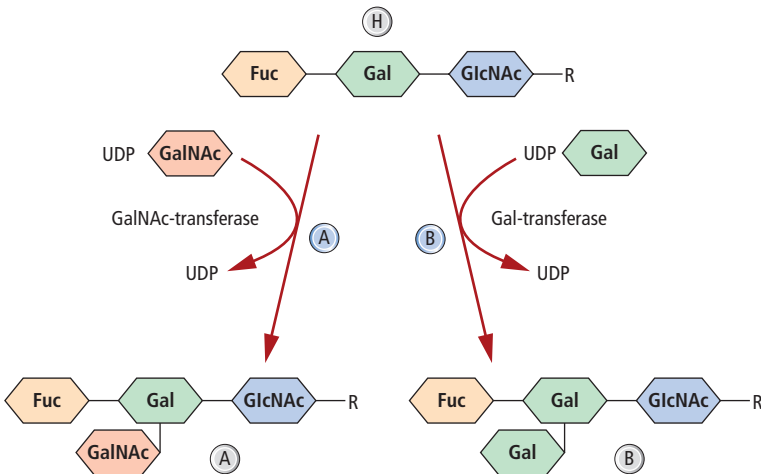 H
Fuc Gal GlcNAc R
UDP GalNAc UDP Gal
GalNAc-transferase Gal-transferase
A B
UDP UDP
Fuc Gal GlcNAc R Fuc Gal GlcNAc R
GalNAc Gal
A B